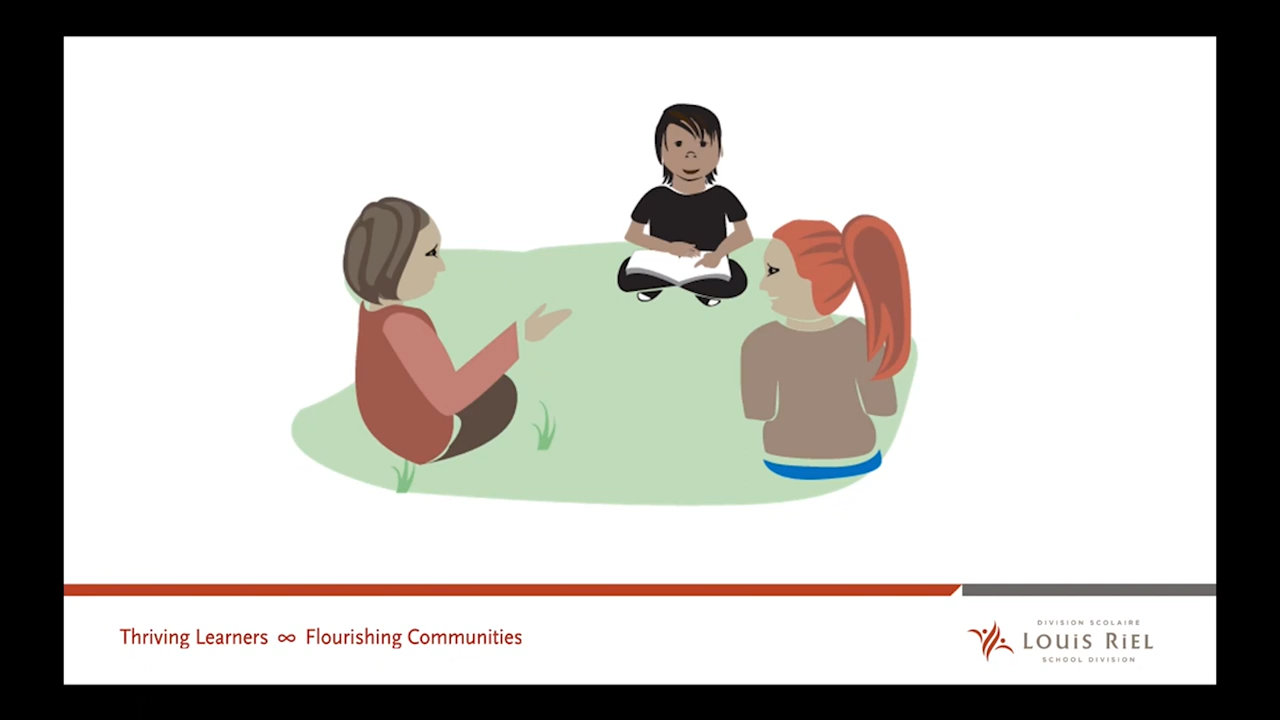 Thriving Learners ∞ Flourishing Communities
DIVISION SCOLAIRE
LOUIS RIEL
SCHOOL DIVISION